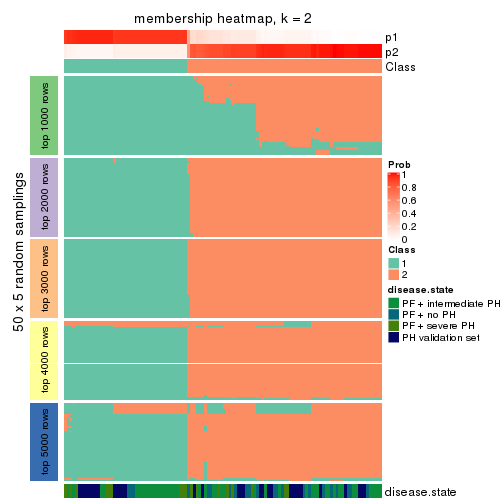 membership heatmap, k = 2
p1
p2
Class
50 x 5 random samplings
top 1000 rows
top 2000 rows
top 3000 rows
top 4000 rows
top 5000 rows
Prob
1
0.8
0.6
0.4
0.2
0
Class
1
2
disease.state
PF + intermediate PH
PF + no PH
PF + severe PH
PH validation set
disease.state